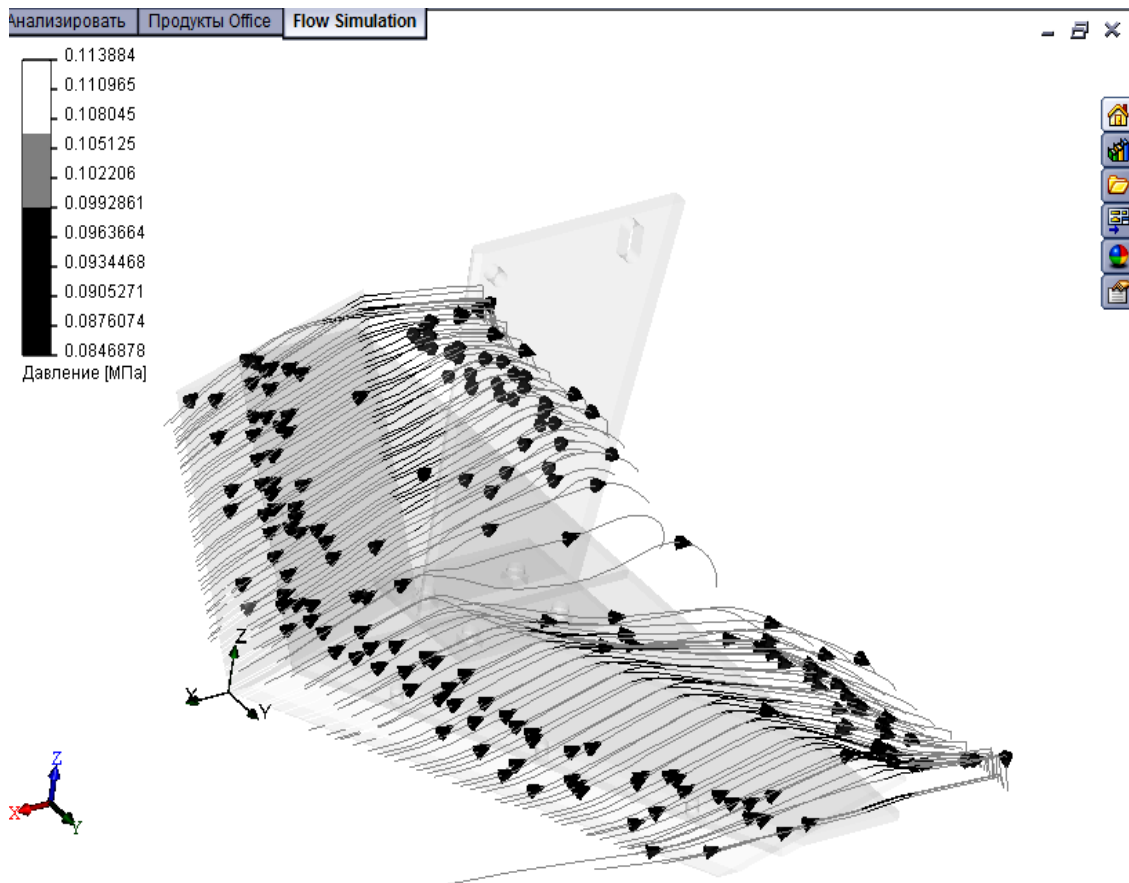 Анализировать Продукты Office Flow Simulation
0.113884
0.110965
0.108045
0.105125
0.102206
0.0992861
0.0963664
0.0934468
0.0905271
0.0876074
0.0846878
Давление [МПа]
Z
X
Y
Z
X
Y